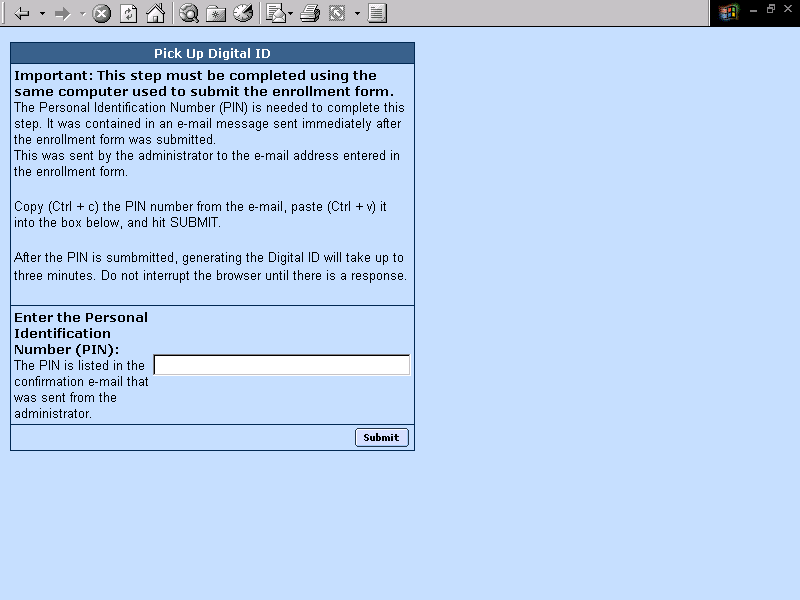 Pick Up Digital ID
Important: This step must be completed using the
same computer used to submit the enrollment form.
The Personal Identification Number (PIN) is needed to complete this
step. It was contained in an e-mail message sent immediately after
the enrollment form was submitted.
This was sent by the administrator to the e-mail address entered in
the enrollment form.
Copy (Ctrl + c) the PIN number from the e-mail, paste (Ctrl + v) it
into the box below, and hit SUBMIT.
After the PIN is sumbmitted, generating the Digital ID will take up to
three minutes. Do not interrupt the browser until there is a response.
Enter the Personal
Identification
Number (PIN):
The PIN is listed in the
confirmation e-mail that
was sent from the
administrator.
Submit